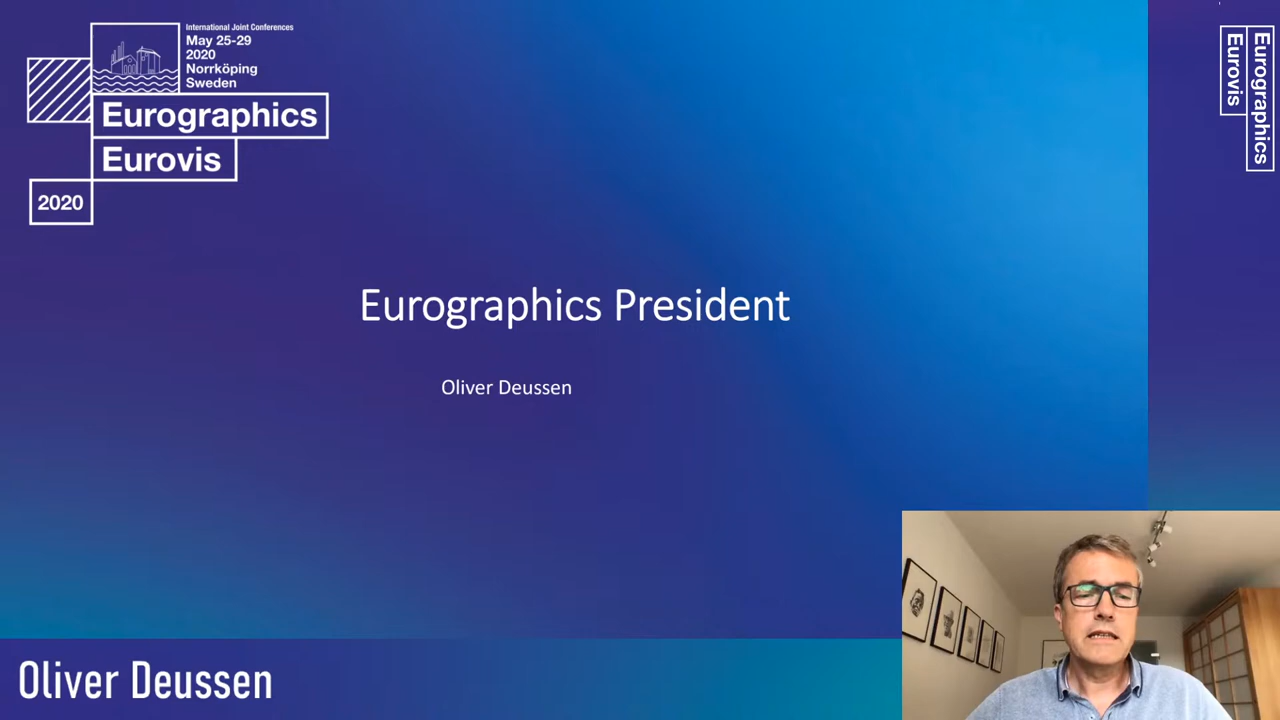 International Joint Conferences
May 25-29
2020
Norrköping
Sweden
Eurographics
Eurovis
2020
Eurographics
Eurovis
Eurographics President
Oliver Deussen
Oliver Deussen